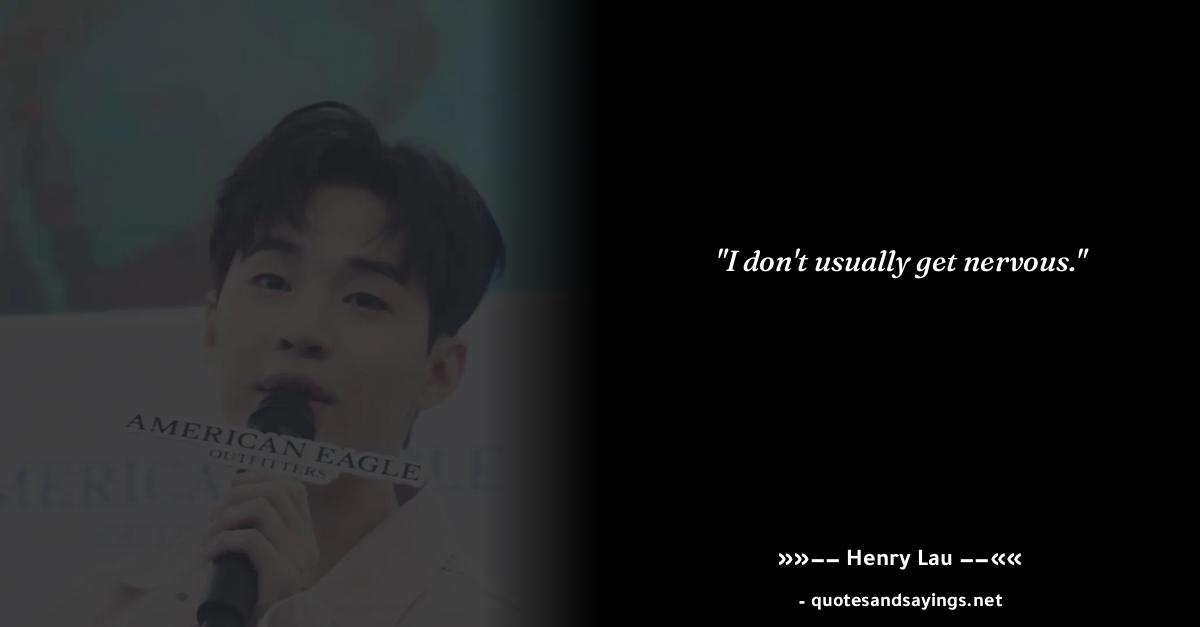 "I don't usually get nervous."
AMERICAN EAGLE
OUTFITTERS
»»−− Henry Lau −−««
- quotesandsayings.net